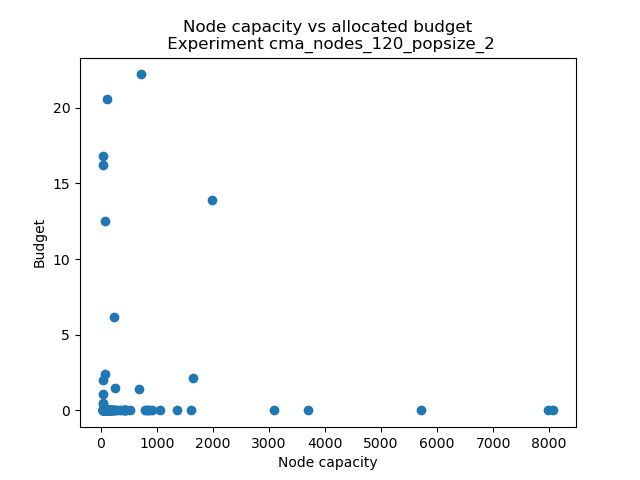 Node capacity vs allocated budget
Experiment cma_nodes_120_popsize_2
Budget
20
15
10
5
0
0 1000 2000 3000 4000 5000 6000 7000 8000
Node capacity